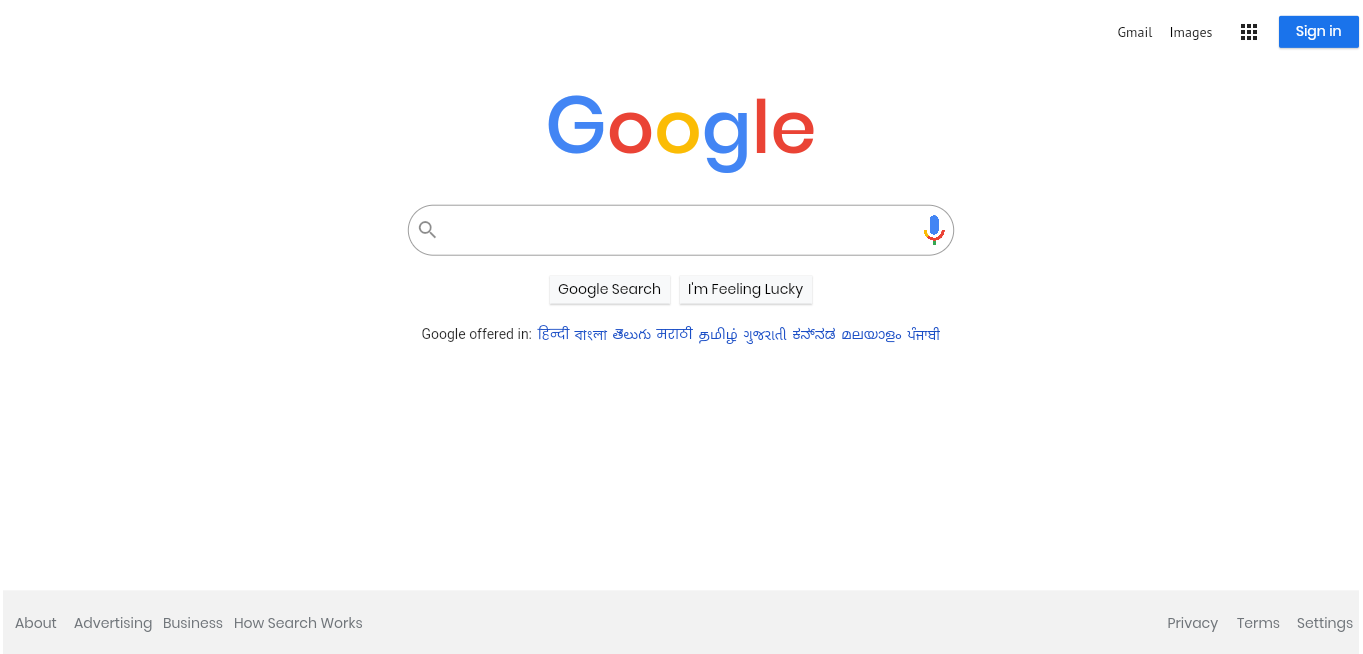 Gmail Images Sign in
Google
Google Search I'm Feeling Lucky
Google offered in: हिन्दी বাংলা తెలుగు मराठी தமிழ் ગુજરાતી ಕನ್ನಡ മലയാളം ਪੰਜਾਬੀ
About Advertising Business How Search Works Privacy Terms Settings